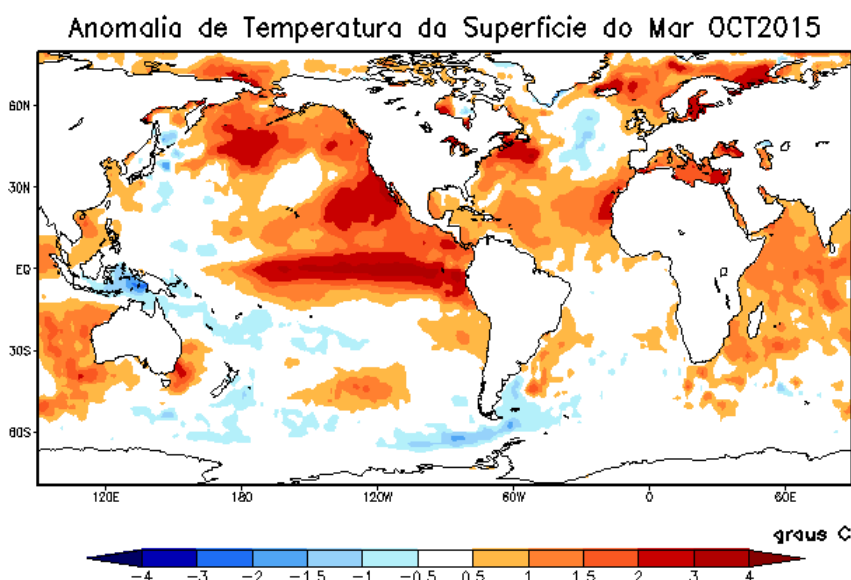 Anomalia de Temperatura da Superficie do Mar OCT2015
60N
30N
EQ
30S
60S
120E 180 120W 60W 0 60E
graus C
-4 -3 -2 -1.5 -1 -0.5 0.5 1 1.5 2 3 4